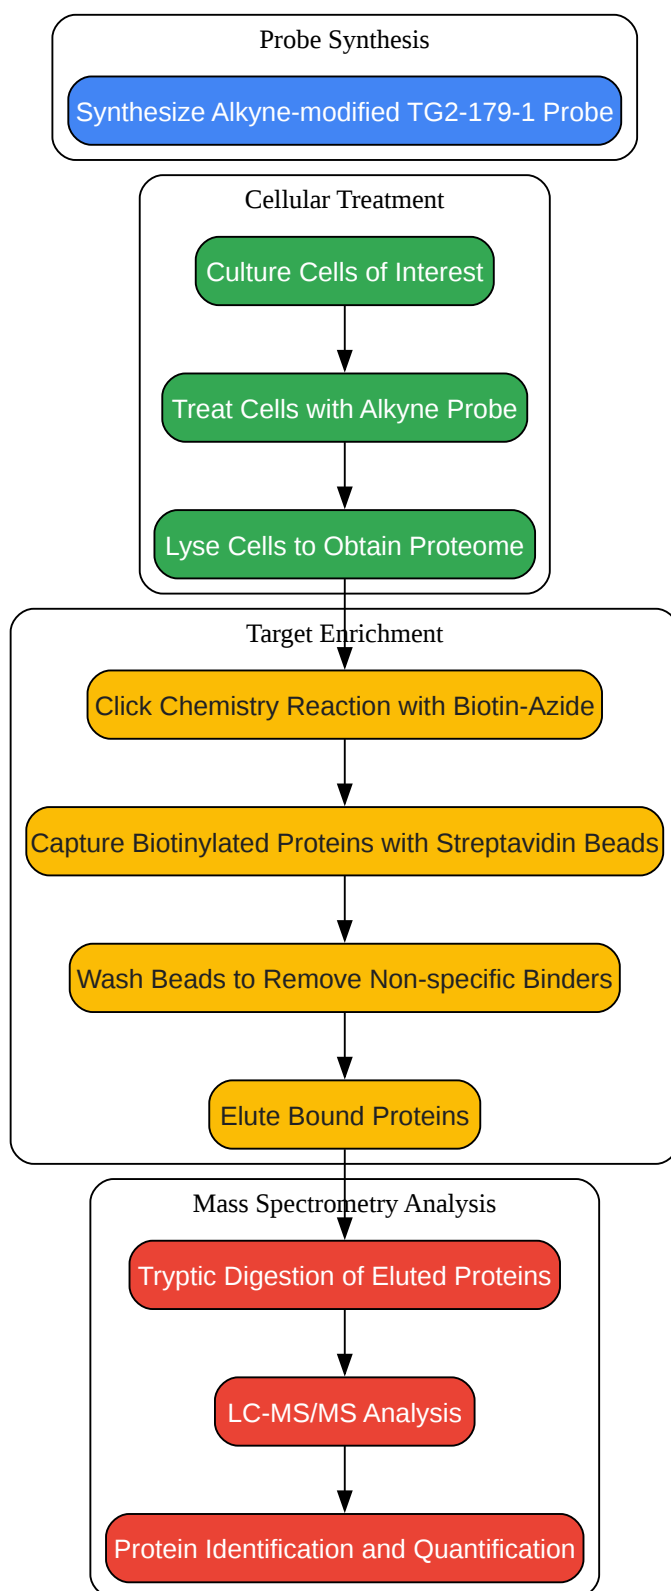 Probe Synthesis
Synthesize Alkyne-modified TG2-179-1 Probe
Cellular Treatment
Culture Cells of Interest
Treat Cells with Alkyne Probe
Lyse Cells to Obtain Proteome
Target Enrichment
Click Chemistry Reaction with Biotin-Azide
Capture Biotinylated Proteins with Streptavidin Beads
Wash Beads to Remove Non-specific Binders
Elute Bound Proteins
Mass Spectrometry Analysis
Tryptic Digestion of Eluted Proteins
LC-MS/MS Analysis
Protein Identification and Quantification